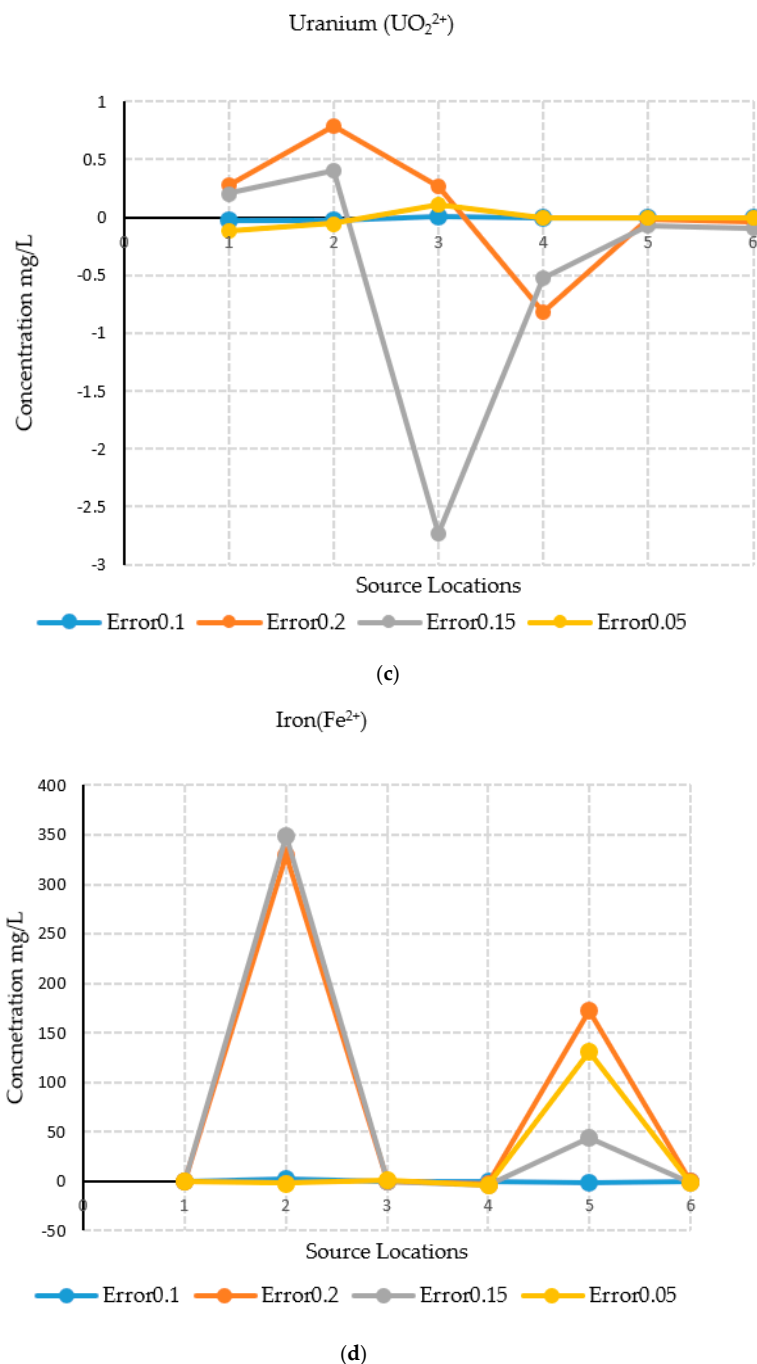 Uranium (UO₂²⁺)
1
0.5
0
-0.5
-1
-1.5
-2
-2.5
-3
0 1 2 3 4 5 6
Concentration mg/L
Source Locations
Error0.1 Error0.2 Error0.15 Error0.05
(c)
Iron(Fe²⁺)
400
350
300
250
200
150
100
50
0
-50
0 1 2 3 4 5 6
Concnetration mg/L
Source Locations
Error0.1 Error0.2 Error0.15 Error0.05
(d)